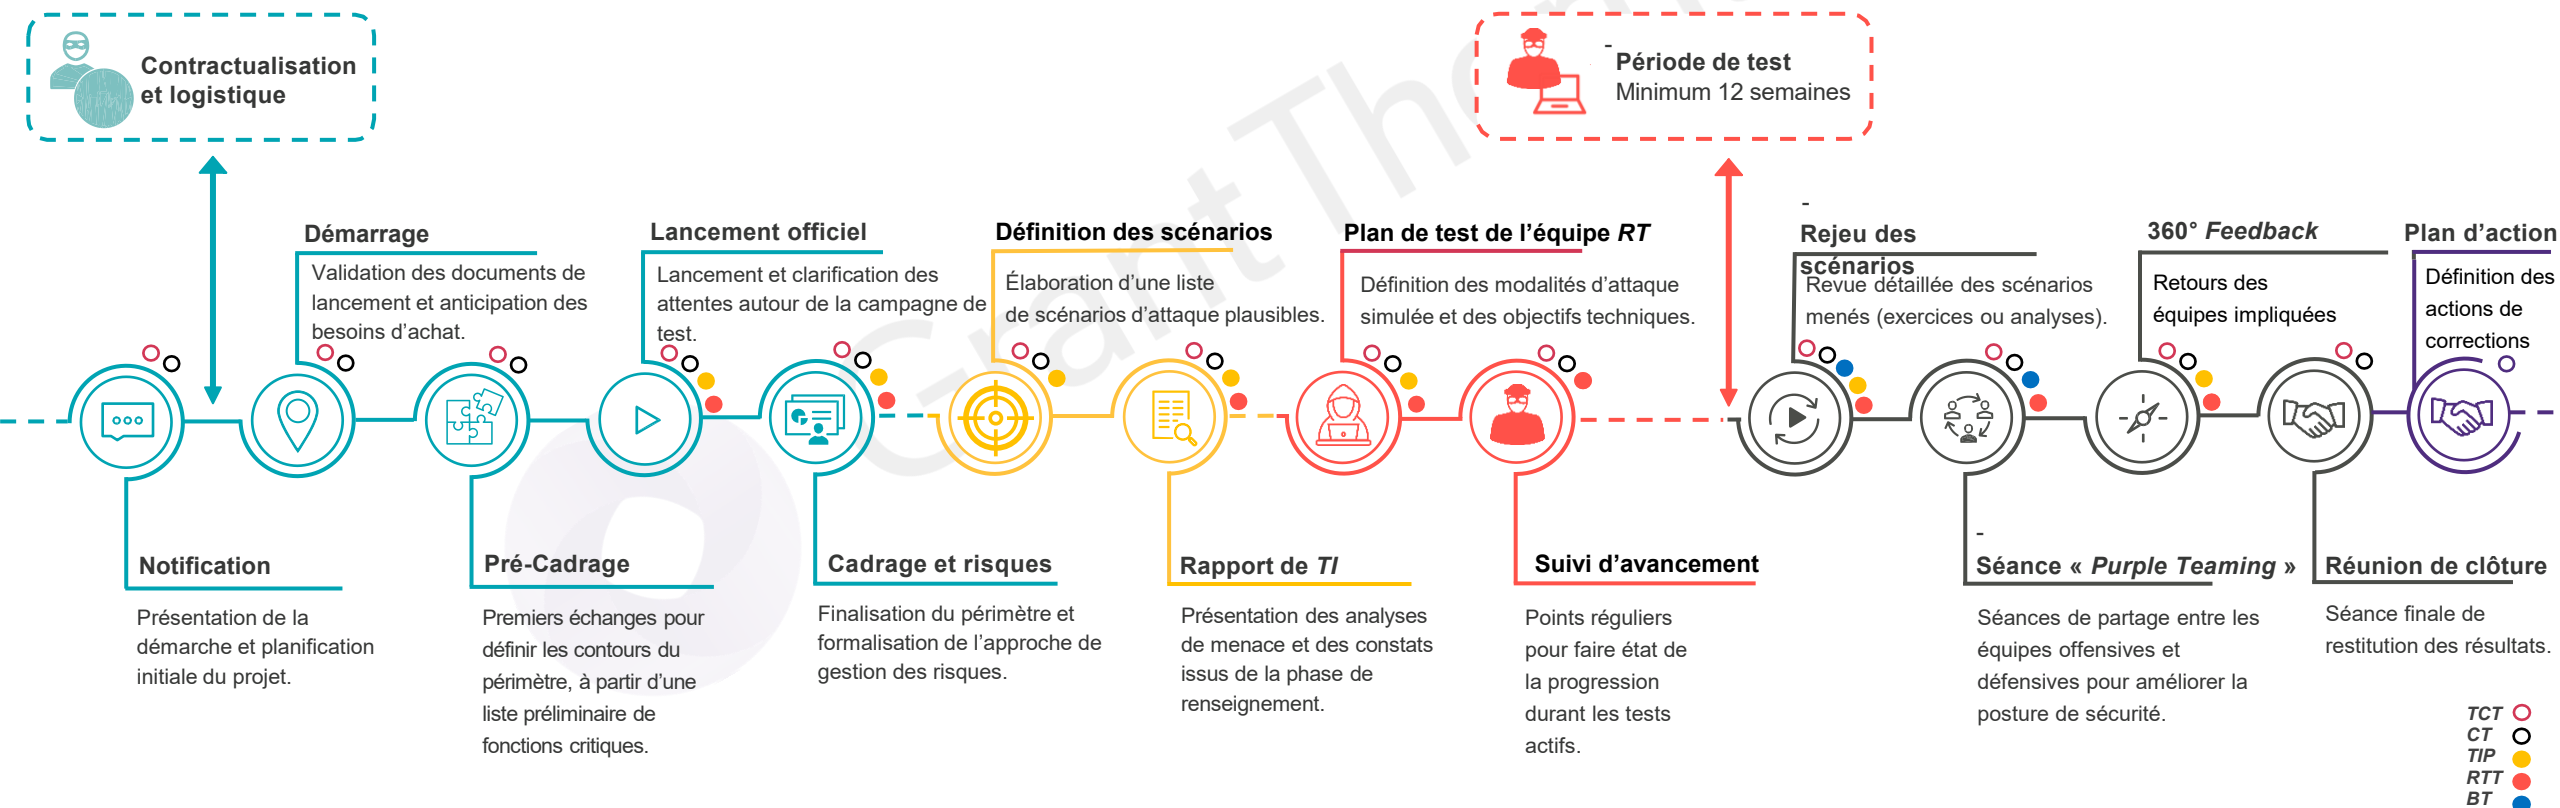 Contractualisation
et logistique
-
Période de test
Minimum 12 semaines
Démarrage
Validation des documents de
lancement et anticipation des
besoins d'achat.
Lancement officiel
Lancement et clarification des
attentes autour de la campagne de
test.
Définition des scénarios
Élaboration d'une liste
de scénarios d'attaque plausibles.
Plan de test de l'équipe RT
Définition des modalités d'attaque
simulée et des objectifs techniques.
-
Rejeu des
scénarios
Revue détaillée des scénarios
menés (exercices ou analyses).
360° Feedback
Retours des
équipes impliquées
Plan d'action
Définition des
actions de
corrections
Notification
Présentation de la
démarche et planification
initiale du projet.
Pré-Cadrage
Premiers échanges pour
définir les contours du
périmètre, à partir d'une
liste préliminaire de
fonctions critiques.
Cadrage et risques
Finalisation du périmètre et
formalisation de l'approche de
gestion des risques.
Rapport de TI
Présentation des analyses
de menace et des constats
issus de la phase de
renseignement.
Suivi d'avancement
Points réguliers
pour faire état de
la progression
durant les tests
actifs.
-
Séance « Purple Teaming »
Séances de partage entre les
équipes offensives et
défensives pour améliorer la
posture de sécurité.
Réunion de clôture
Séance finale de
restitution des résultats.
TCT
CT
TIP
RTT
BT
Grant Tho